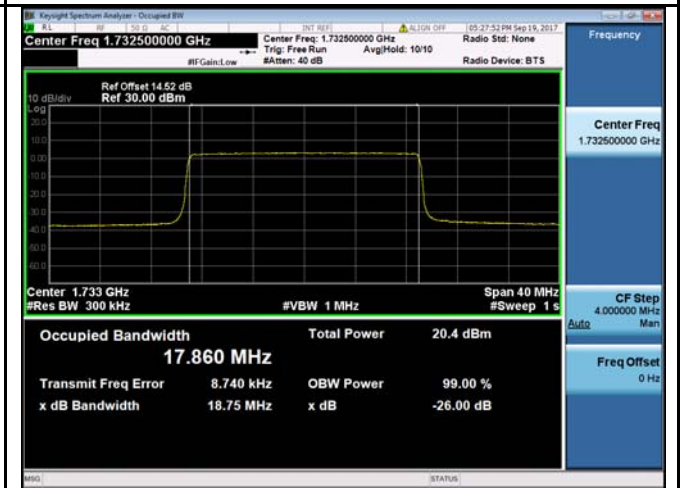 Keysight Spectrum Analyzer - Occupied BW
RL RF 50 Ω AC INT REF ALIGN OFF 05:27:52 PM Sep 19, 2017
Center Freq 1.732500000 GHz
Center Freq: 1.732500000 GHz
Radio Std: None
Trig: Free Run Avg|Hold: 10/10
#IFGain:Low
#Atten: 40 dB
Radio Device: BTS
Frequency
Ref Offset 14.52 dB
10 dB/div Ref 30.00 dBm
Log
20.0
10.0
0.00
-10.0
-20.0
-30.0
-40.0
-50.0
-60.0
Center 1.733 GHz
Span 40 MHz
#Res BW 300 kHz
#VBW 1 MHz
#Sweep 1 s
Center Freq
1.732500000 GHz
CF Step
4.000000 MHz
Auto Man
Freq Offset
0 Hz
Occupied Bandwidth
17.860 MHz
Total Power 20.4 dBm
Transmit Freq Error 8.740 kHz
OBW Power 99.00 %
x dB Bandwidth 18.75 MHz
x dB -26.00 dB
MSG
STATUS